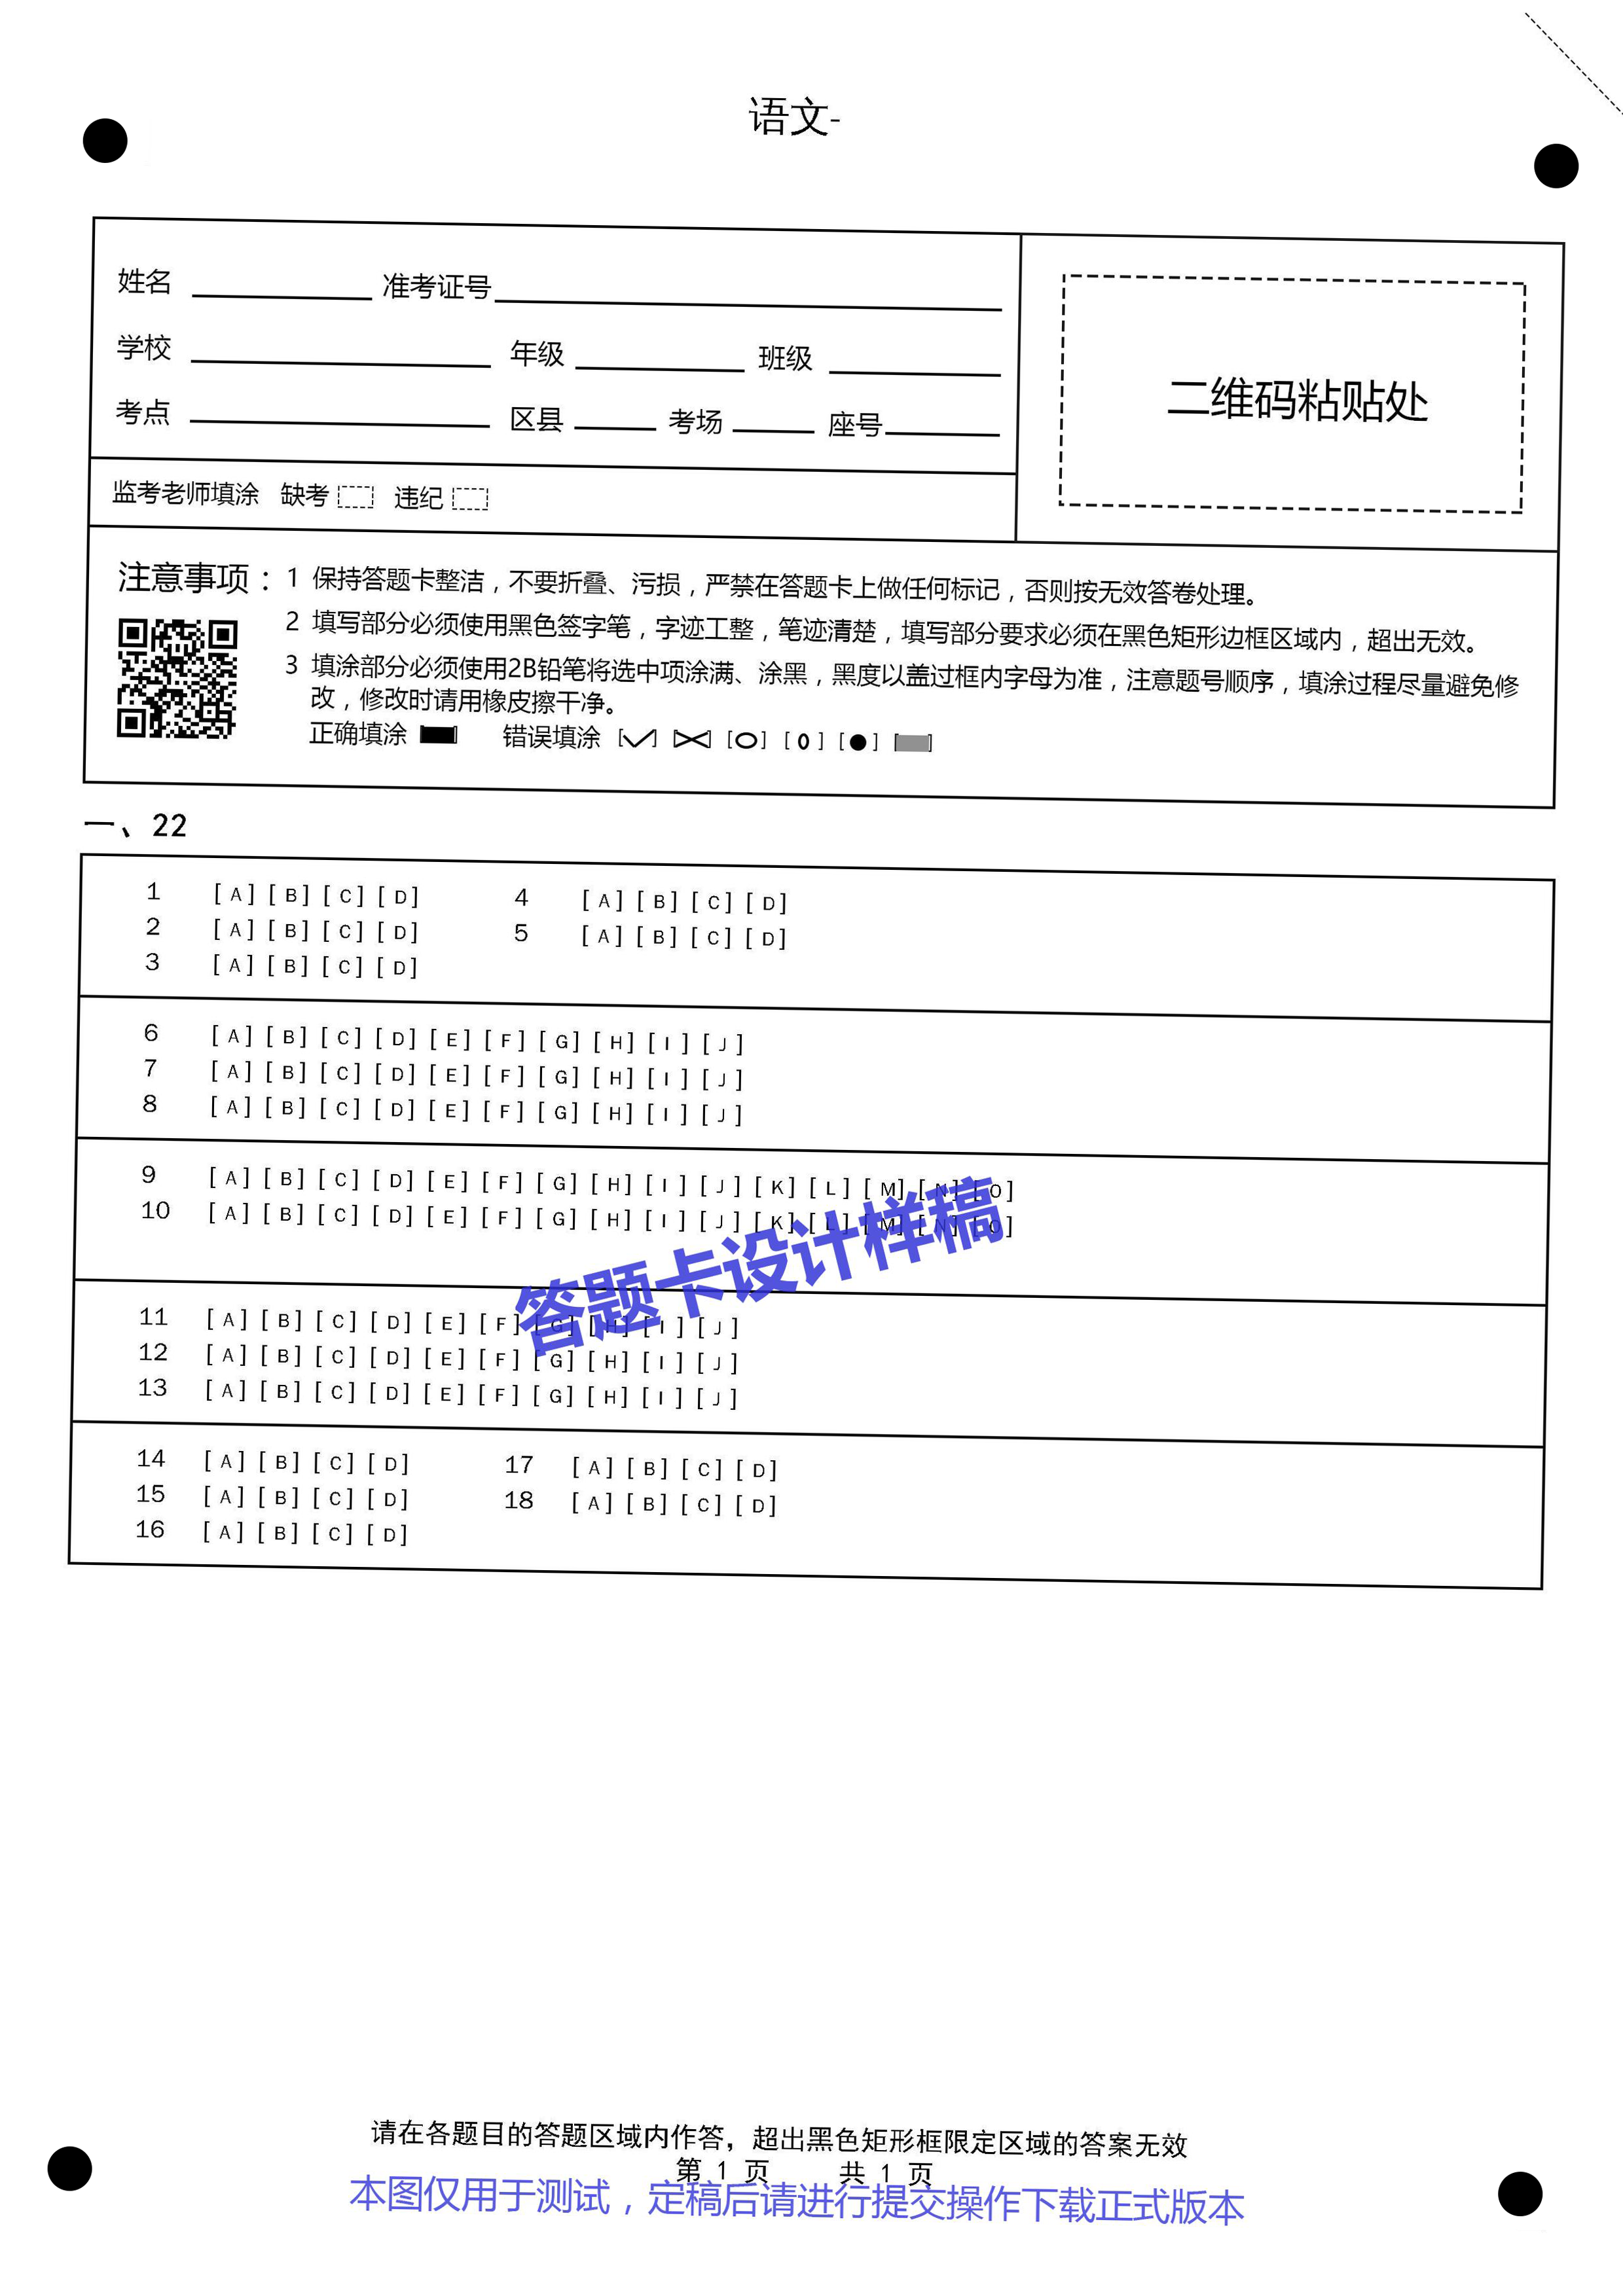 语文-
姓名 准考证号
学校 年级 班级
考点 区县 考场 座号
二维码粘贴处
监考老师填涂 缺考 违纪
注意事项：
1 保持答题卡整洁，不要折叠、污损，严禁在答题卡上做任何标记，否则按无效答卷处理。
2 填写部分必须使用黑色签字笔，字迹工整，笔迹清楚，填写部分要求必须在黑色矩形边框区域内，超出无效。
3 填涂部分必须使用2B铅笔将选中项涂满、涂黑，黑度以盖过框内字母为准，注意题号顺序，填涂过程尽量避免修
改，修改时请用橡皮擦干净。
正确填涂 错误填涂
一、22
1 [A] [B] [C] [D] 4 [A] [B] [C] [D]
2 [A] [B] [C] [D] 5 [A] [B] [C] [D]
3 [A] [B] [C] [D]
6 [A] [B] [C] [D] [E] [F] [G] [H] [I] [J]
7 [A] [B] [C] [D] [E] [F] [G] [H] [I] [J]
8 [A] [B] [C] [D] [E] [F] [G] [H] [I] [J]
9 [A] [B] [C] [D] [E] [F] [G] [H] [I] [J] [K] [L] [M] [N] [O]
10 [A] [B] [C] [D] [E] [F] [G] [H] [I] [J] [K] [L] [M] [N] [O]
答题卡设计样稿
11 [A] [B] [C] [D] [E] [F] [G] [H] [I] [J]
12 [A] [B] [C] [D] [E] [F] [G] [H] [I] [J]
13 [A] [B] [C] [D] [E] [F] [G] [H] [I] [J]
14 [A] [B] [C] [D] 17 [A] [B] [C] [D]
15 [A] [B] [C] [D] 18 [A] [B] [C] [D]
16 [A] [B] [C] [D]
请在各题目的答题区域内作答，超出黑色矩形框限定区域的答案无效
第 1 页 共 1 页
本图仅用于测试，定稿后请进行提交操作下载正式版本